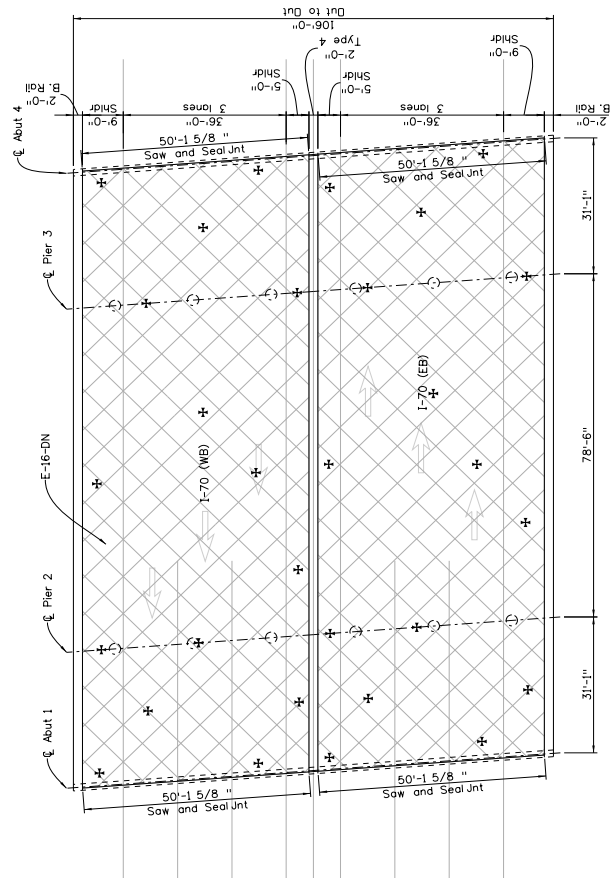 Out to Out
106'-0"
2'-0"
B. Rail
9'-0"
Shldr
36'-0"
3 lanes
5'-0"
Shldr
2'-0"
Type 4
5'-0"
Shldr
36'-0"
3 lanes
9'-0"
Shldr
2'-0"
B. Rail
℄ Abut 4
50'-1 5/8 "
Saw and Seal Jnt
50'-1 5/8 "
Saw and Seal Jnt
31'-1"
℄ Pier 3
E-16-DN
I-70 (WB)
I-70 (EB)
78'-6"
℄ Pier 2
31'-1"
℄ Abut 1
50'-1 5/8 "
Saw and Seal Jnt
50'-1 5/8 "
Saw and Seal Jnt